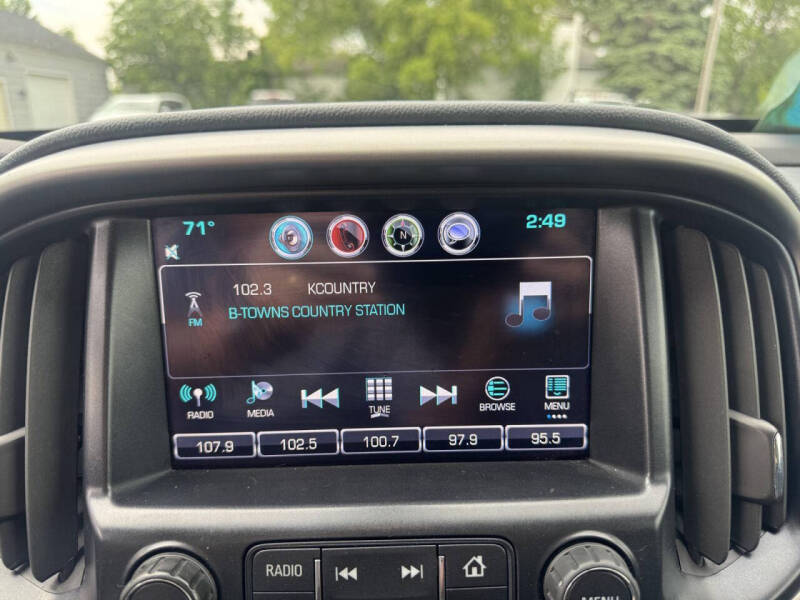 71° 2:49
N
102.3 KCOUNTRY
FM B-TOWNS COUNTRY STATION
RADIO MEDIA TUNE BROWSE MENU
107.9 102.5 100.7 97.9 95.5
RADIO
MENU